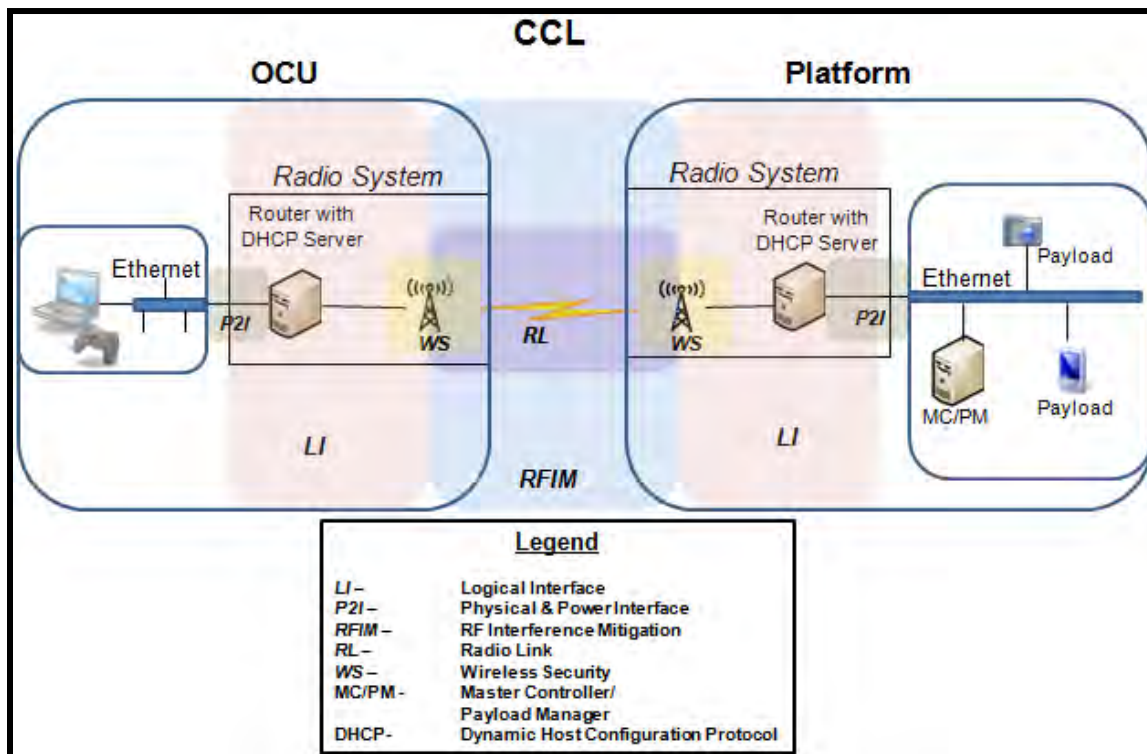 CCL
OCU
Platform
Radio System
Router with
DHCP Server
Ethernet
P2I
WS
LI
RL
RFIM
Radio System
Router with
DHCP Server
WS
P2I
LI
Ethernet
Payload
MC/PM
Payload
Legend
LI – Logical Interface
P2I – Physical & Power Interface
RFIM – RF Interference Mitigation
RL – Radio Link
WS – Wireless Security
MC/PM - Master Controller/
Payload Manager
DHCP- Dynamic Host Configuration Protocol